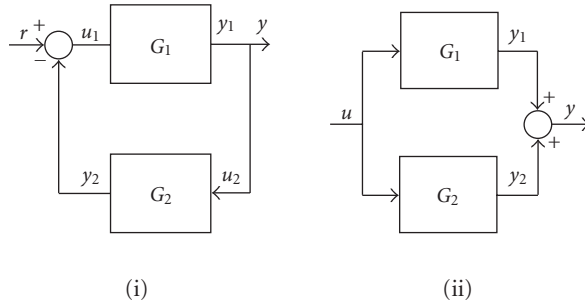 r + − u₁ G₁ y₁ y
y₂ G₂ u₂
(i)
u G₁ y₁ + + y
G₂ y₂
(ii)